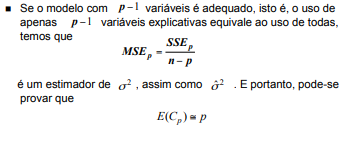 ▪ Se o modelo com p−1 variáveis é adequado, isto é, o uso de
apenas p−1 variáveis explicativas equivale ao uso de todas,
temos que
MSE_p = SSE_p / n − p
é um estimador de σ² , assim como σ̂² . E portanto, pode-se
provar que
E(C_p) ≅ p